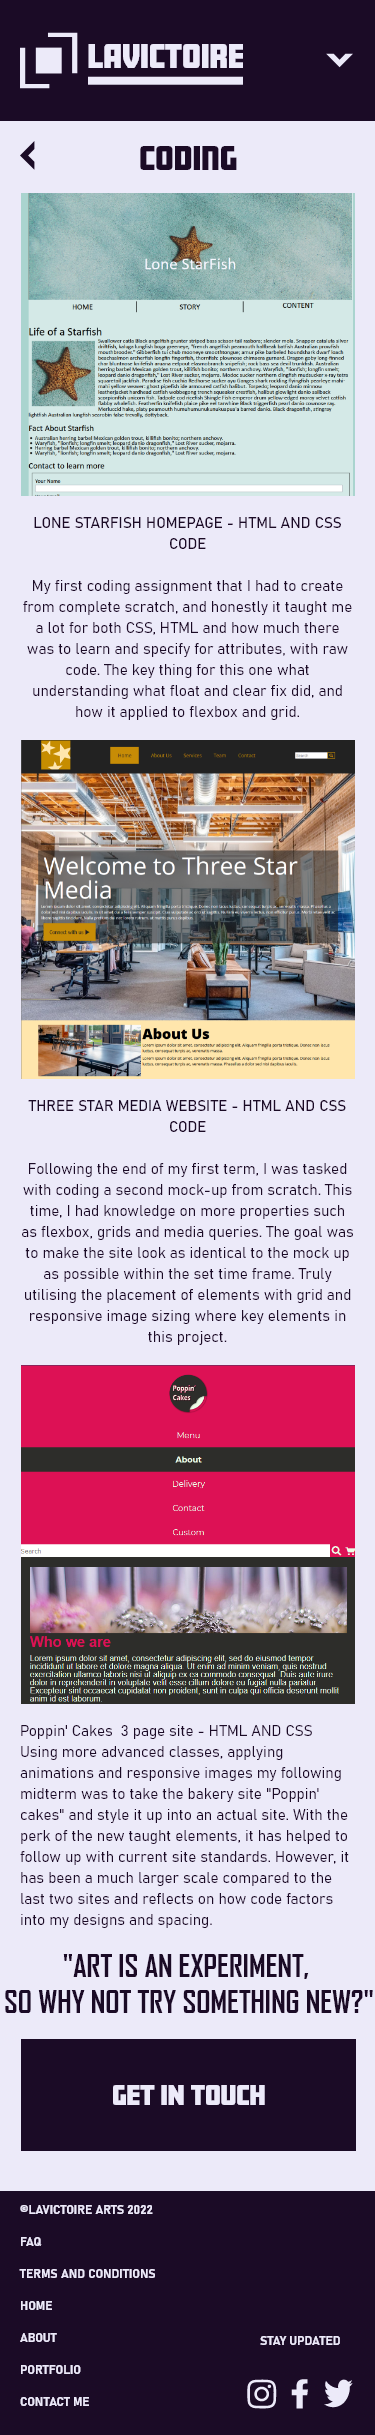 LAVICTOIRE
CODING
Lone StarFish
HOME
STORY
CONTENT
Life of a Starfish
Fact About Starfish
Contact to learn more
Your Name
LONE STARFISH HOMEPAGE - HTML AND CSS
CODE
My first coding assignment that I had to create
from complete scratch, and honestly it taught me
a lot for both CSS, HTML and how much there
was to learn and specify for attributes, with raw
code. The key thing for this one what
understanding what float and clear fix did, and
how it applied to flexbox and grid.
Home
About Us
Services
Team
Contact
Search
Welcome to Three Star
Media
Connect with us
About Us
THREE STAR MEDIA WEBSITE - HTML AND CSS
CODE
Following the end of my first term, I was tasked
with coding a second mock-up from scratch. This
time, I had knowledge on more properties such
as flexbox, grids and media queries. The goal was
to make the site look as identical to the mock up
as possible within the set time frame. Truly
utilising the placement of elements with grid and
responsive image sizing where key elements in
this project.
Poppin'
Cakes
Menu
About
Delivery
Contact
Custom
Search
Who we are
Lorem ipsum dolor sit amet, consectetur adipiscing elit, sed do eiusmod tempor
incididunt ut labore et dolore magna aliqua. Ut enim ad minim veniam, quis nostrud
exercitation ullamco laboris nisi ut aliquip ex ea commodo consequat. Duis aute irure
dolor in reprehenderit in voluptate velit esse cillum dolore eu fugiat nulla pariatur.
Excepteur sint occaecat cupidatat non proident, sunt in culpa qui officia deserunt mollit
anim id est laborum.
Poppin' Cakes 3 page site - HTML AND CSS
Using more advanced classes, applying
animations and responsive images my following
midterm was to take the bakery site "Poppin'
cakes" and style it up into an actual site. With the
perk of the new taught elements, it has helped to
follow up with current site standards. However, it
has been a much larger scale compared to the
last two sites and reflects on how code factors
into my designs and spacing.
"ART IS AN EXPERIMENT,
SO WHY NOT TRY SOMETHING NEW?"
GET IN TOUCH
©LAVICTOIRE ARTS 2022
FAQ
TERMS AND CONDITIONS
HOME
ABOUT
PORTFOLIO
CONTACT ME
STAY UPDATED